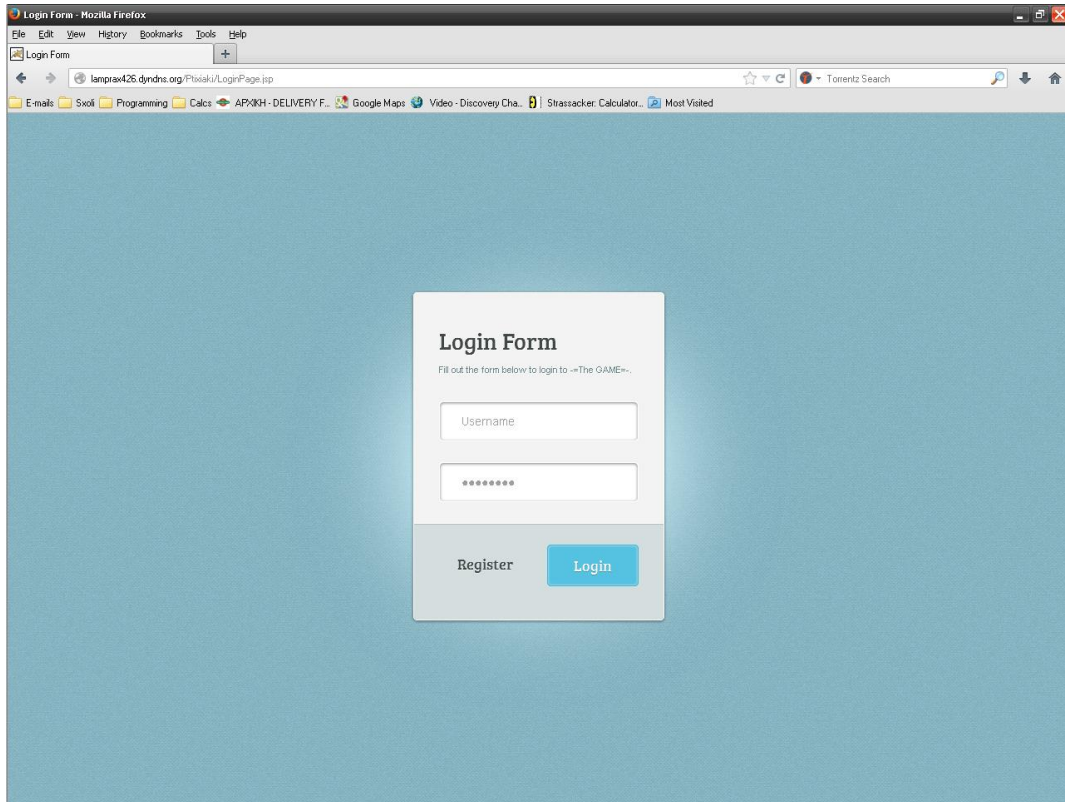 Login Form - Mozilla Firefox
File Edit View History Bookmarks Tools Help
Login Form
lamprax426.dyndns.org/Ptixiaki/LoginPage.jsp
Torrentz Search
E-mails Sxoli Programming Calcs ΑΡΧΙΚΗ - DELIVERY F... Google Maps Video - Discovery Cha... Strassacker: Calculator... Most Visited
Login Form
Fill out the form below to login to -=The GAME=-.
Username
Register Login